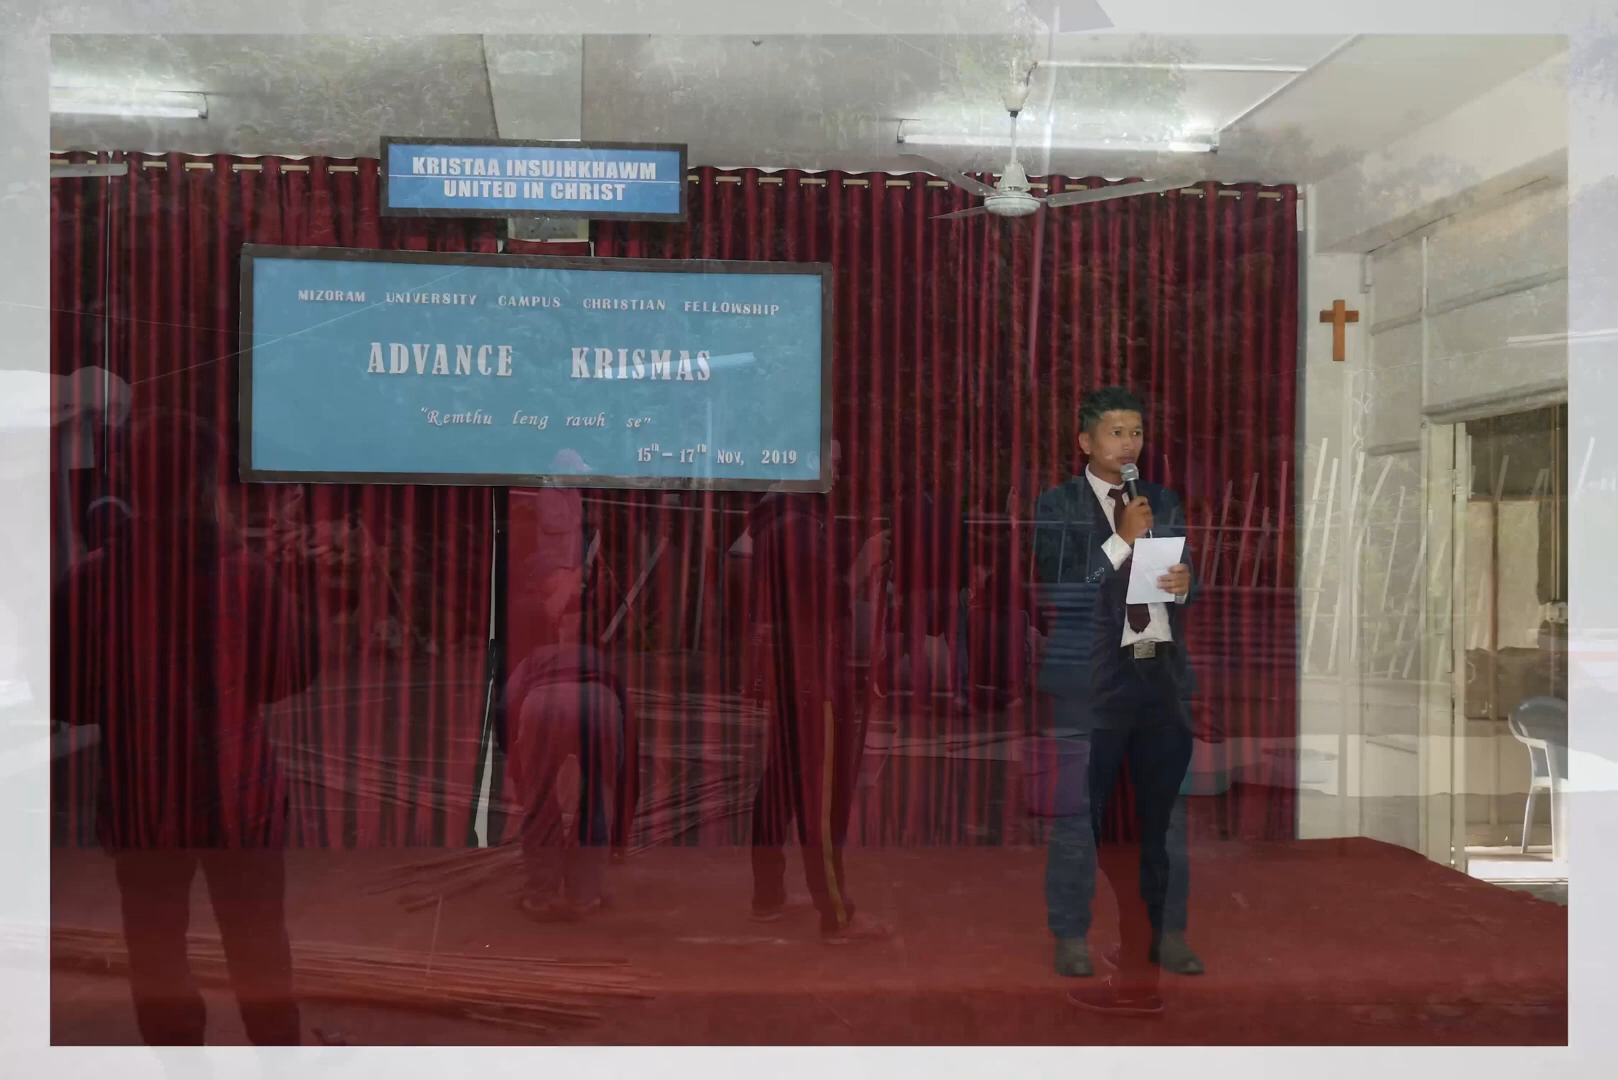 KRISTAA INSUIHKHAWM
UNITED IN CHRIST
MIZORAM UNIVERSITY CAMPUS CHRISTIAN FELLOWSHIP
ADVANCE KRISMAS
"Remthu leng rawh se"
15th – 17th Nov, 2019